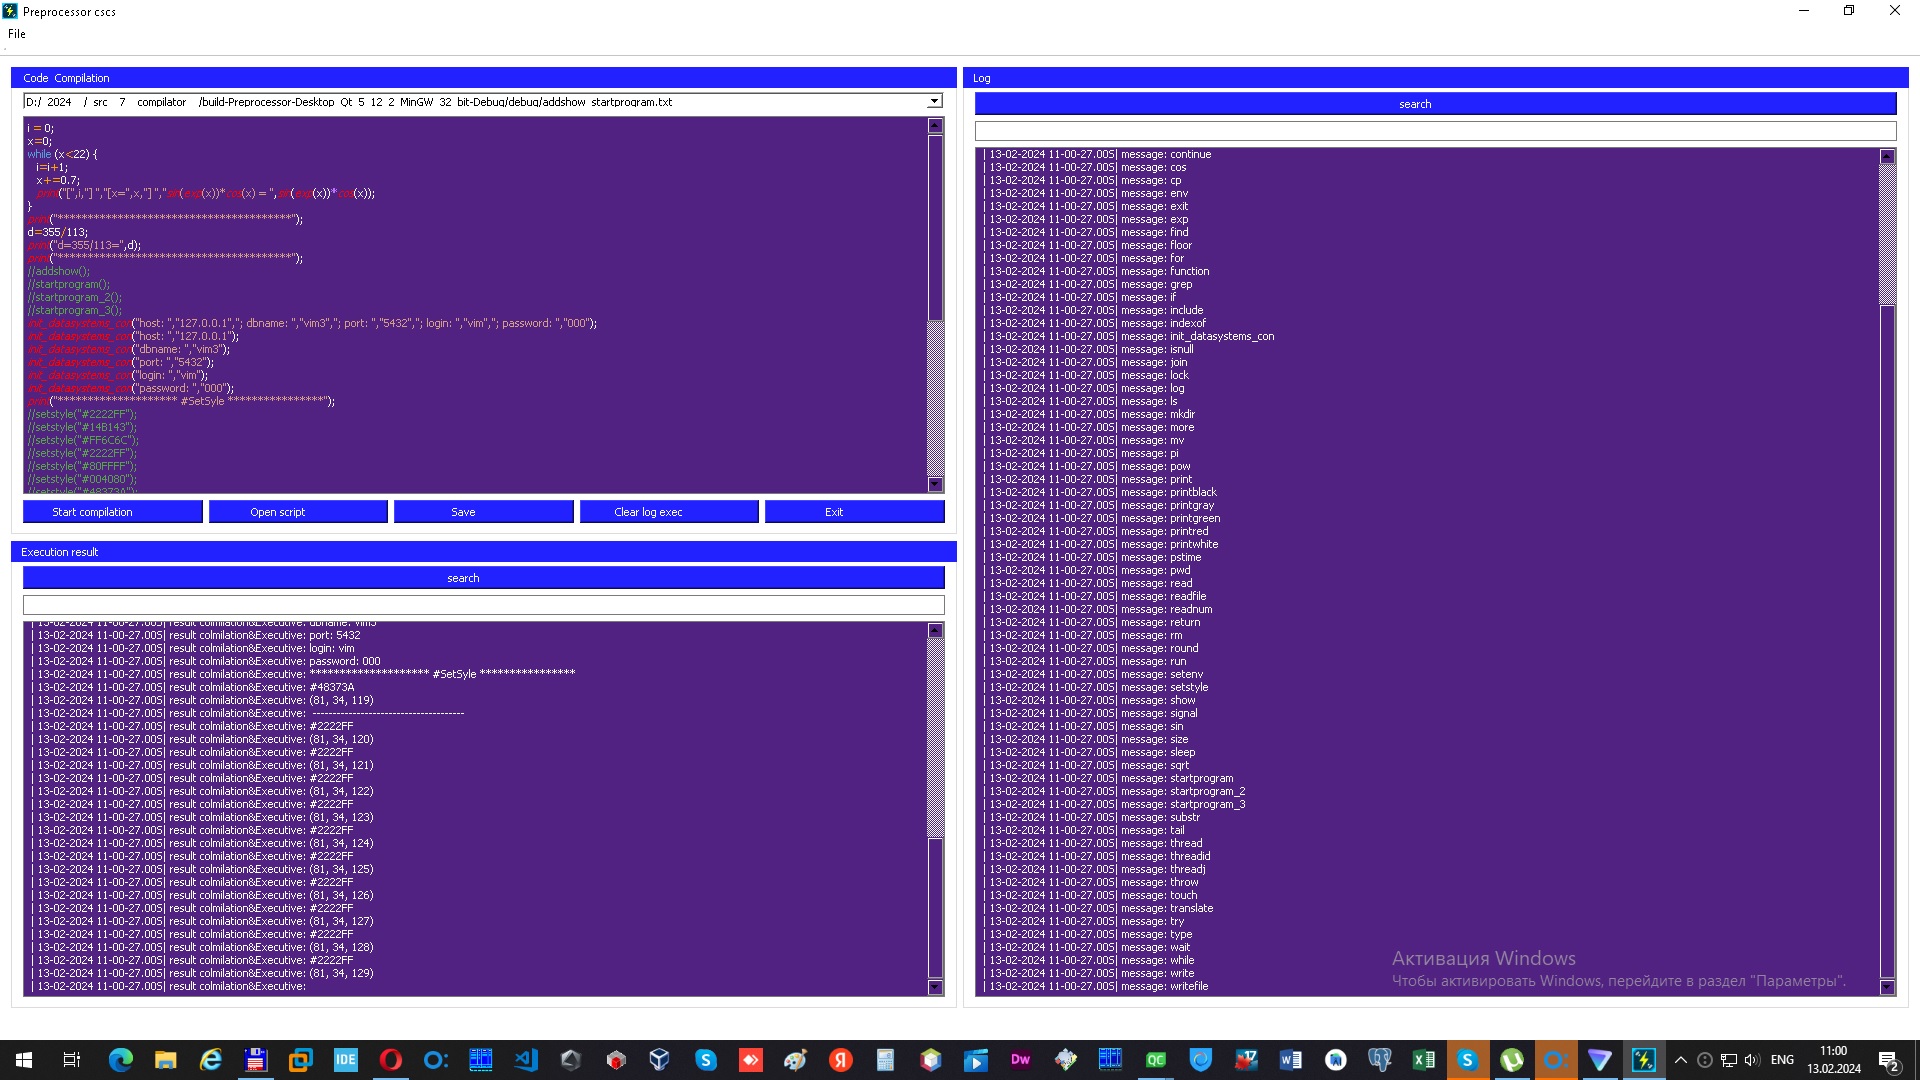 Preprocessor cscs
File
Code Compilation
D:/ 2024 / src 7 compilator /build-Preprocessor-Desktop Qt 5 12 2 MinGW 32 bit-Debug/debug/addshow startprogram.txt
i = 0;
x=0;
while (x<22) {
i=i+1;
x+=0.7;
print("[",i,"] ","[x=",x,"] ","sin(exp(x))*cos(x) = ",sin(exp(x))*cos(x));
}
print("***************************************");
d=355/113;
print("d=355/113=",d);
print("***************************************");
//addshow();
//startprogram();
//startprogram_2();
//startprogram_3();
init_datasystems_con("host: ","127.0.0.1","; dbname: ","vim3","; port: ","5432","; login: ","vim","; password: ","000");
init_datasystems_con("host: ","127.0.0.1");
init_datasystems_con("dbname: ","vim3");
init_datasystems_con("port: ","5432");
init_datasystems_con("login: ","vim");
init_datasystems_con("password: ","000");
print("******************** #SetSyle ****************");
//setstyle("#2222FF");
//setstyle("#14B143");
//setstyle("#FF6C6C");
//setstyle("#2222FF");
//setstyle("#80FFFF");
//setstyle("#004080");
//setstyle("#48373A");
Start compilation
Open script
Save
Clear log exec
Exit
Execution result
search
| 13-02-2024 11-00-27.005| result colmilation&Executive: dbname: vim3
| 13-02-2024 11-00-27.005| result colmilation&Executive: port: 5432
| 13-02-2024 11-00-27.005| result colmilation&Executive: login: vim
| 13-02-2024 11-00-27.005| result colmilation&Executive: password: 000
| 13-02-2024 11-00-27.005| result colmilation&Executive: ******************** #SetSyle ****************
| 13-02-2024 11-00-27.005| result colmilation&Executive: #48373A
| 13-02-2024 11-00-27.005| result colmilation&Executive: (81, 34, 119)
| 13-02-2024 11-00-27.005| result colmilation&Executive: --------------------------------------
| 13-02-2024 11-00-27.005| result colmilation&Executive: #2222FF
| 13-02-2024 11-00-27.005| result colmilation&Executive: (81, 34, 120)
| 13-02-2024 11-00-27.005| result colmilation&Executive: #2222FF
| 13-02-2024 11-00-27.005| result colmilation&Executive: (81, 34, 121)
| 13-02-2024 11-00-27.005| result colmilation&Executive: #2222FF
| 13-02-2024 11-00-27.005| result colmilation&Executive: (81, 34, 122)
| 13-02-2024 11-00-27.005| result colmilation&Executive: #2222FF
| 13-02-2024 11-00-27.005| result colmilation&Executive: (81, 34, 123)
| 13-02-2024 11-00-27.005| result colmilation&Executive: #2222FF
| 13-02-2024 11-00-27.005| result colmilation&Executive: (81, 34, 124)
| 13-02-2024 11-00-27.005| result colmilation&Executive: #2222FF
| 13-02-2024 11-00-27.005| result colmilation&Executive: (81, 34, 125)
| 13-02-2024 11-00-27.005| result colmilation&Executive: #2222FF
| 13-02-2024 11-00-27.005| result colmilation&Executive: (81, 34, 126)
| 13-02-2024 11-00-27.005| result colmilation&Executive: #2222FF
| 13-02-2024 11-00-27.005| result colmilation&Executive: (81, 34, 127)
| 13-02-2024 11-00-27.005| result colmilation&Executive: #2222FF
| 13-02-2024 11-00-27.005| result colmilation&Executive: (81, 34, 128)
| 13-02-2024 11-00-27.005| result colmilation&Executive: #2222FF
| 13-02-2024 11-00-27.005| result colmilation&Executive: (81, 34, 129)
| 13-02-2024 11-00-27.005| result colmilation&Executive:
Log
search
| 13-02-2024 11-00-27.005| message: continue
| 13-02-2024 11-00-27.005| message: cos
| 13-02-2024 11-00-27.005| message: cp
| 13-02-2024 11-00-27.005| message: env
| 13-02-2024 11-00-27.005| message: exit
| 13-02-2024 11-00-27.005| message: exp
| 13-02-2024 11-00-27.005| message: find
| 13-02-2024 11-00-27.005| message: floor
| 13-02-2024 11-00-27.005| message: for
| 13-02-2024 11-00-27.005| message: function
| 13-02-2024 11-00-27.005| message: grep
| 13-02-2024 11-00-27.005| message: if
| 13-02-2024 11-00-27.005| message: include
| 13-02-2024 11-00-27.005| message: indexof
| 13-02-2024 11-00-27.005| message: init_datasystems_con
| 13-02-2024 11-00-27.005| message: isnull
| 13-02-2024 11-00-27.005| message: join
| 13-02-2024 11-00-27.005| message: lock
| 13-02-2024 11-00-27.005| message: log
| 13-02-2024 11-00-27.005| message: ls
| 13-02-2024 11-00-27.005| message: mkdir
| 13-02-2024 11-00-27.005| message: more
| 13-02-2024 11-00-27.005| message: mv
| 13-02-2024 11-00-27.005| message: pi
| 13-02-2024 11-00-27.005| message: pow
| 13-02-2024 11-00-27.005| message: print
| 13-02-2024 11-00-27.005| message: printblack
| 13-02-2024 11-00-27.005| message: printgray
| 13-02-2024 11-00-27.005| message: printgreen
| 13-02-2024 11-00-27.005| message: printred
| 13-02-2024 11-00-27.005| message: printwhite
| 13-02-2024 11-00-27.005| message: pstime
| 13-02-2024 11-00-27.005| message: pwd
| 13-02-2024 11-00-27.005| message: read
| 13-02-2024 11-00-27.005| message: readfile
| 13-02-2024 11-00-27.005| message: readnum
| 13-02-2024 11-00-27.005| message: return
| 13-02-2024 11-00-27.005| message: rm
| 13-02-2024 11-00-27.005| message: round
| 13-02-2024 11-00-27.005| message: run
| 13-02-2024 11-00-27.005| message: setenv
| 13-02-2024 11-00-27.005| message: setstyle
| 13-02-2024 11-00-27.005| message: show
| 13-02-2024 11-00-27.005| message: signal
| 13-02-2024 11-00-27.005| message: sin
| 13-02-2024 11-00-27.005| message: size
| 13-02-2024 11-00-27.005| message: sleep
| 13-02-2024 11-00-27.005| message: sqrt
| 13-02-2024 11-00-27.005| message: startprogram
| 13-02-2024 11-00-27.005| message: startprogram_2
| 13-02-2024 11-00-27.005| message: startprogram_3
| 13-02-2024 11-00-27.005| message: substr
| 13-02-2024 11-00-27.005| message: tail
| 13-02-2024 11-00-27.005| message: thread
| 13-02-2024 11-00-27.005| message: threadid
| 13-02-2024 11-00-27.005| message: threadj
| 13-02-2024 11-00-27.005| message: throw
| 13-02-2024 11-00-27.005| message: touch
| 13-02-2024 11-00-27.005| message: translate
| 13-02-2024 11-00-27.005| message: try
| 13-02-2024 11-00-27.005| message: type
| 13-02-2024 11-00-27.005| message: wait
| 13-02-2024 11-00-27.005| message: while
| 13-02-2024 11-00-27.005| message: write
| 13-02-2024 11-00-27.005| message: writefile
Активация Windows
Чтобы активировать Windows, перейдите в раздел "Параметры".
IDE
Dw
QC
17
ENG
11:00
13.02.2024
2